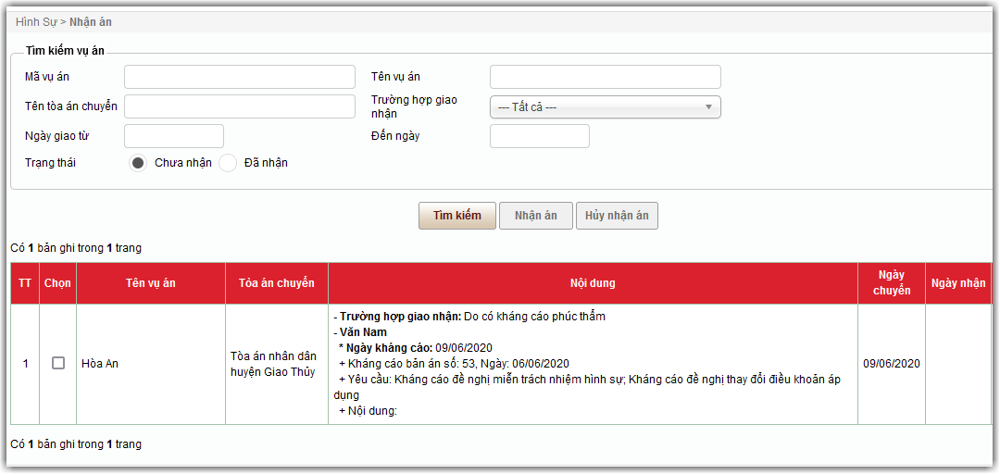 Hình Sự > Nhận án
Tìm kiếm vụ án
Mã vụ án
Tên vụ án
Tên tòa án chuyển
Trường hợp giao
nhận
--- Tất cả ---
Ngày giao từ
Đến ngày
Trạng thái
Chưa nhận
Đã nhận
Tìm kiếm
Nhận án
Hủy nhận án
Có 1 bản ghi trong 1 trang
TT
Chọn
Tên vụ án
Tòa án chuyển
Nội dung
Ngày
chuyển
Ngày nhận
1
Hòa An
Tòa án nhân dân
huyện Giao Thủy
- Trường hợp giao nhận: Do có kháng cáo phúc thẩm
- Văn Nam
* Ngày kháng cáo: 09/06/2020
+ Kháng cáo bản án số: 53, Ngày: 06/06/2020
+ Yêu cầu: Kháng cáo đề nghị miễn trách nhiệm hình sự; Kháng cáo đề nghị thay đổi điều khoản áp
dụng
+ Nội dung:
09/06/2020
Có 1 bản ghi trong 1 trang